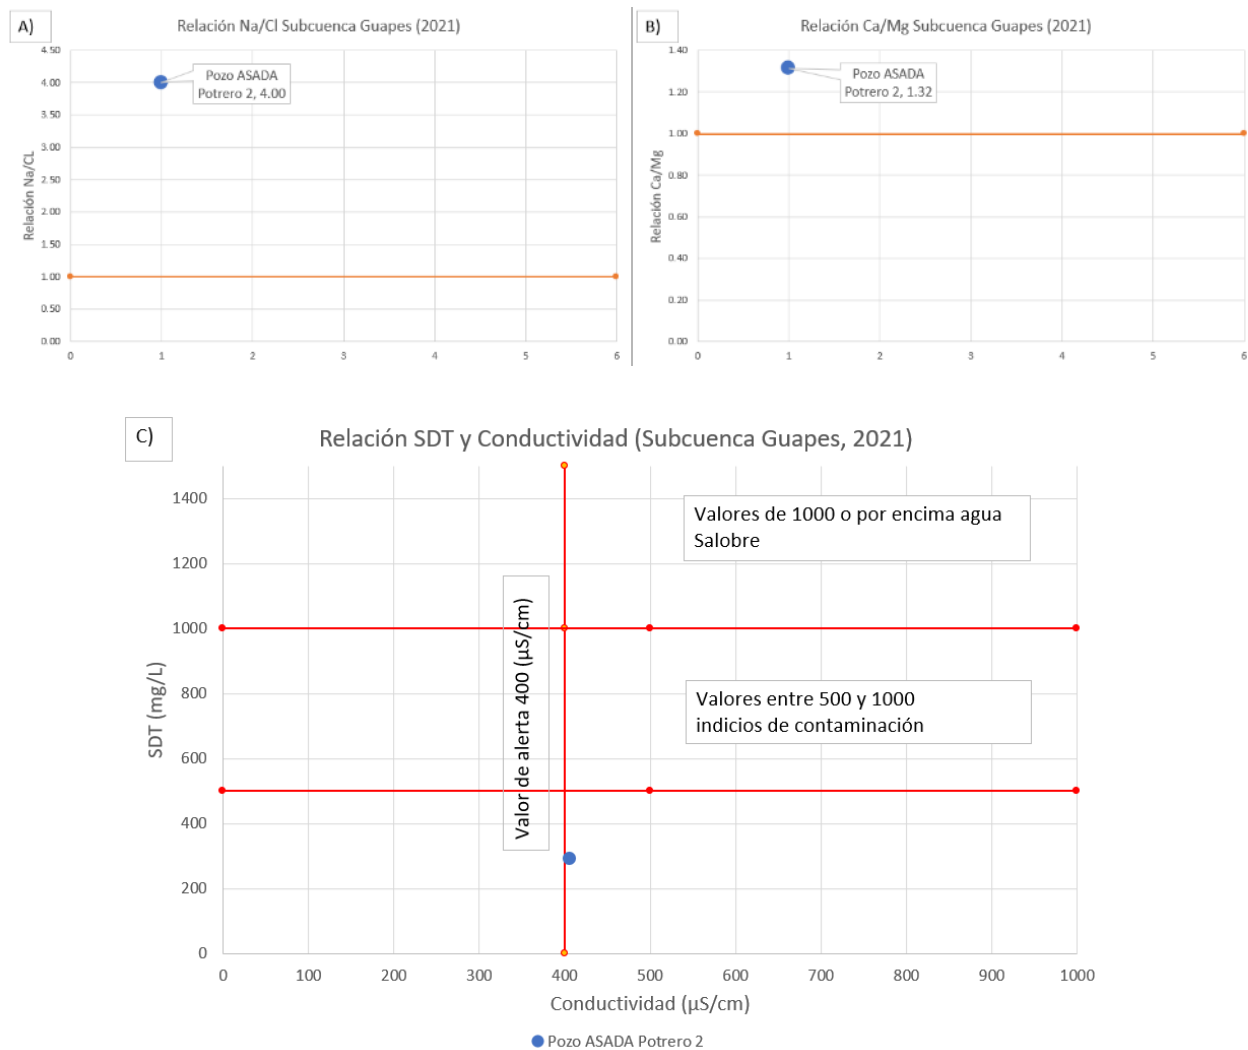 A)
Relación Na/Cl Subcuenca Guapes (2021)
4.50
4.00
3.50
3.00
2.50
2.00
1.50
1.00
0.50
0.00
Relación Na/CL
Pozo ASADA
Potrero 2, 4.00
0 1 2 3 4 5 6
B)
Relación Ca/Mg Subcuenca Guapes (2021)
1.40
1.20
1.00
0.80
0.60
0.40
0.20
0.00
Relación Ca/Mg
Pozo ASADA
Potrero 2, 1.32
0 1 2 3 4 5 6
C)
Relación SDT y Conductividad (Subcuenca Guapes, 2021)
1400
1200
1000
800
600
400
200
0
SDT (mg/L)
Valores de 1000 o por encima agua
Salobre
Valor de alerta 400 (µS/cm)
Valores entre 500 y 1000
indicios de contaminación
0 100 200 300 400 500 600 700 800 900 1000
Conductividad (µS/cm)
Pozo ASADA Potrero 2